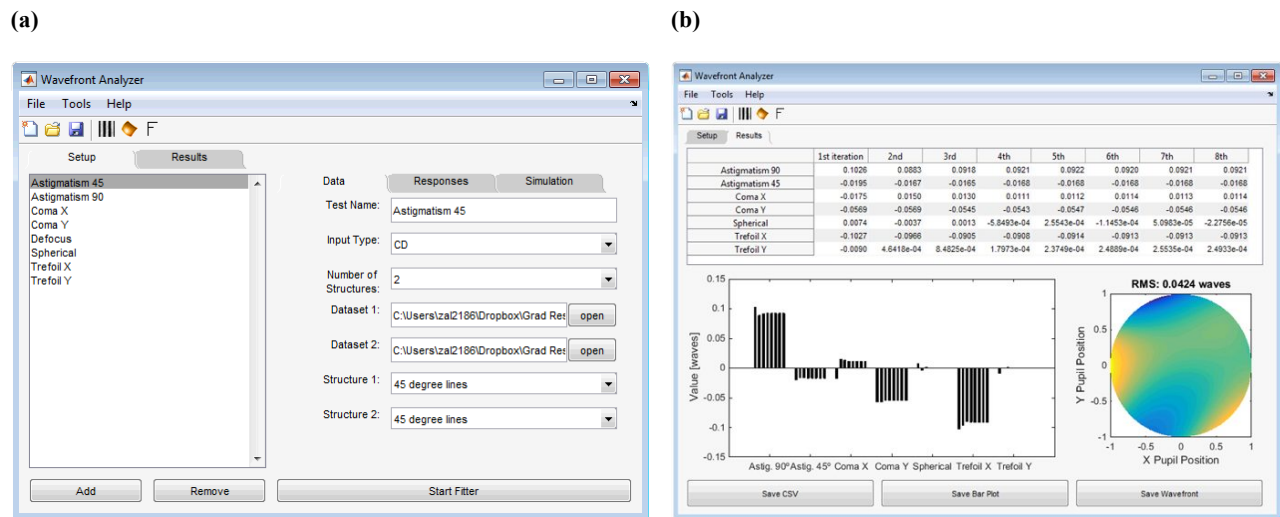 (a)
(b)
Wavefront Analyzer
File Tools Help
F
Setup Results
Astigmatism 45
Astigmatism 90
Coma X
Coma Y
Defocus
Spherical
Trefoil X
Trefoil Y
Add Remove
Data Responses Simulation
Test Name: Astigmatism 45
Input Type: CD
Number of
Structures: 2
Dataset 1: C:\Users\zal2186\Dropbox\Grad Res open
Dataset 2: C:\Users\zal2186\Dropbox\Grad Res open
Structure 1: 45 degree lines
Structure 2: 45 degree lines
Start Fitter
Wavefront Analyzer
File Tools Help
F
Setup Results
1st iteration 2nd 3rd 4th 5th 6th 7th 8th
Astigmatism 90 0.1026 0.0883 0.0918 0.0921 0.0922 0.0920 0.0921 0.0921
Astigmatism 45 -0.0195 -0.0167 -0.0165 -0.0168 -0.0168 -0.0168 -0.0168 -0.0168
Coma X -0.0175 0.0150 0.0130 0.0111 0.0112 0.0114 0.0113 0.0114
Coma Y -0.0569 -0.0569 -0.0545 -0.0543 -0.0547 -0.0546 -0.0546 -0.0546
Spherical 0.0074 -0.0037 0.0013 -5.8493e-04 2.5543e-04 -1.1453e-04 5.0983e-05 -2.2756e-05
Trefoil X -0.1027 -0.0966 -0.0905 -0.0908 -0.0914 -0.0913 -0.0913 -0.0913
Trefoil Y -0.0090 4.6418e-04 8.4825e-04 1.7973e-04 2.3749e-04 2.4889e-04 2.5535e-04 2.4933e-04
0.15
0.1
0.05
0
-0.05
-0.1
-0.15
Value [waves]
Astig. 90º Astig. 45º Coma X Coma Y Spherical Trefoil X Trefoil Y
RMS: 0.0424 waves
1
0.5
0
-0.5
-1
Y Pupil Position
-1 -0.5 0 0.5 1
X Pupil Position
Save CSV Save Bar Plot Save Wavefront